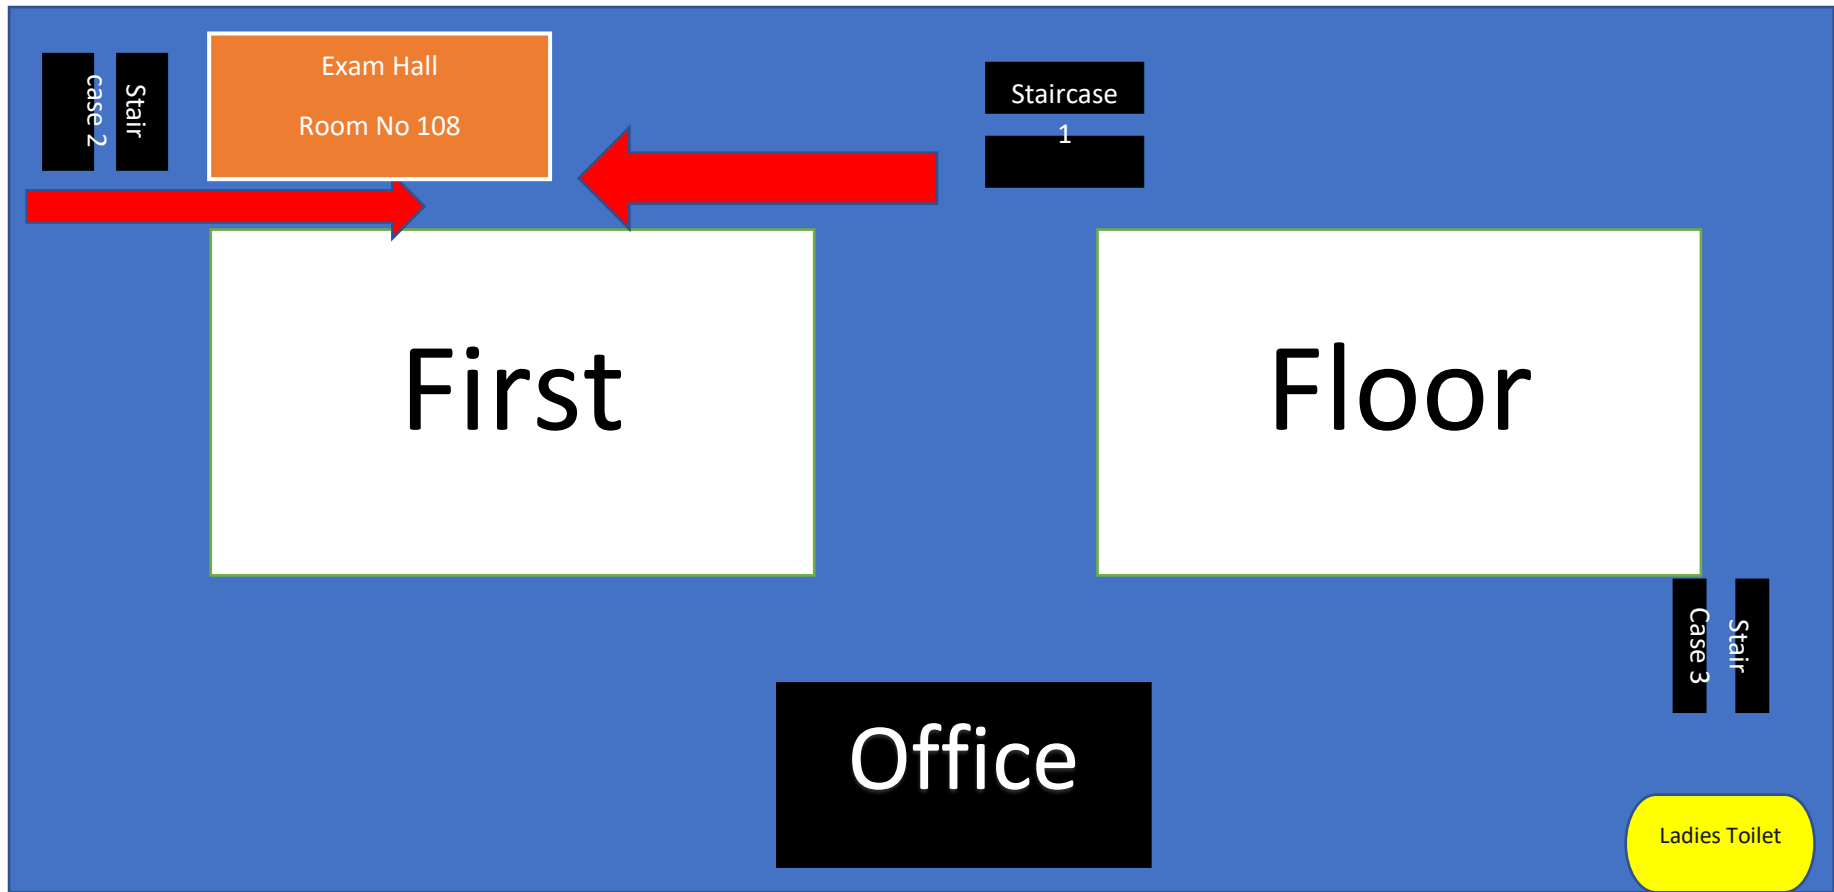 Exam Hall
Room No 108
Stair
case 2
Staircase
1
First
Floor
Stair
Case 3
Office
Ladies Toilet